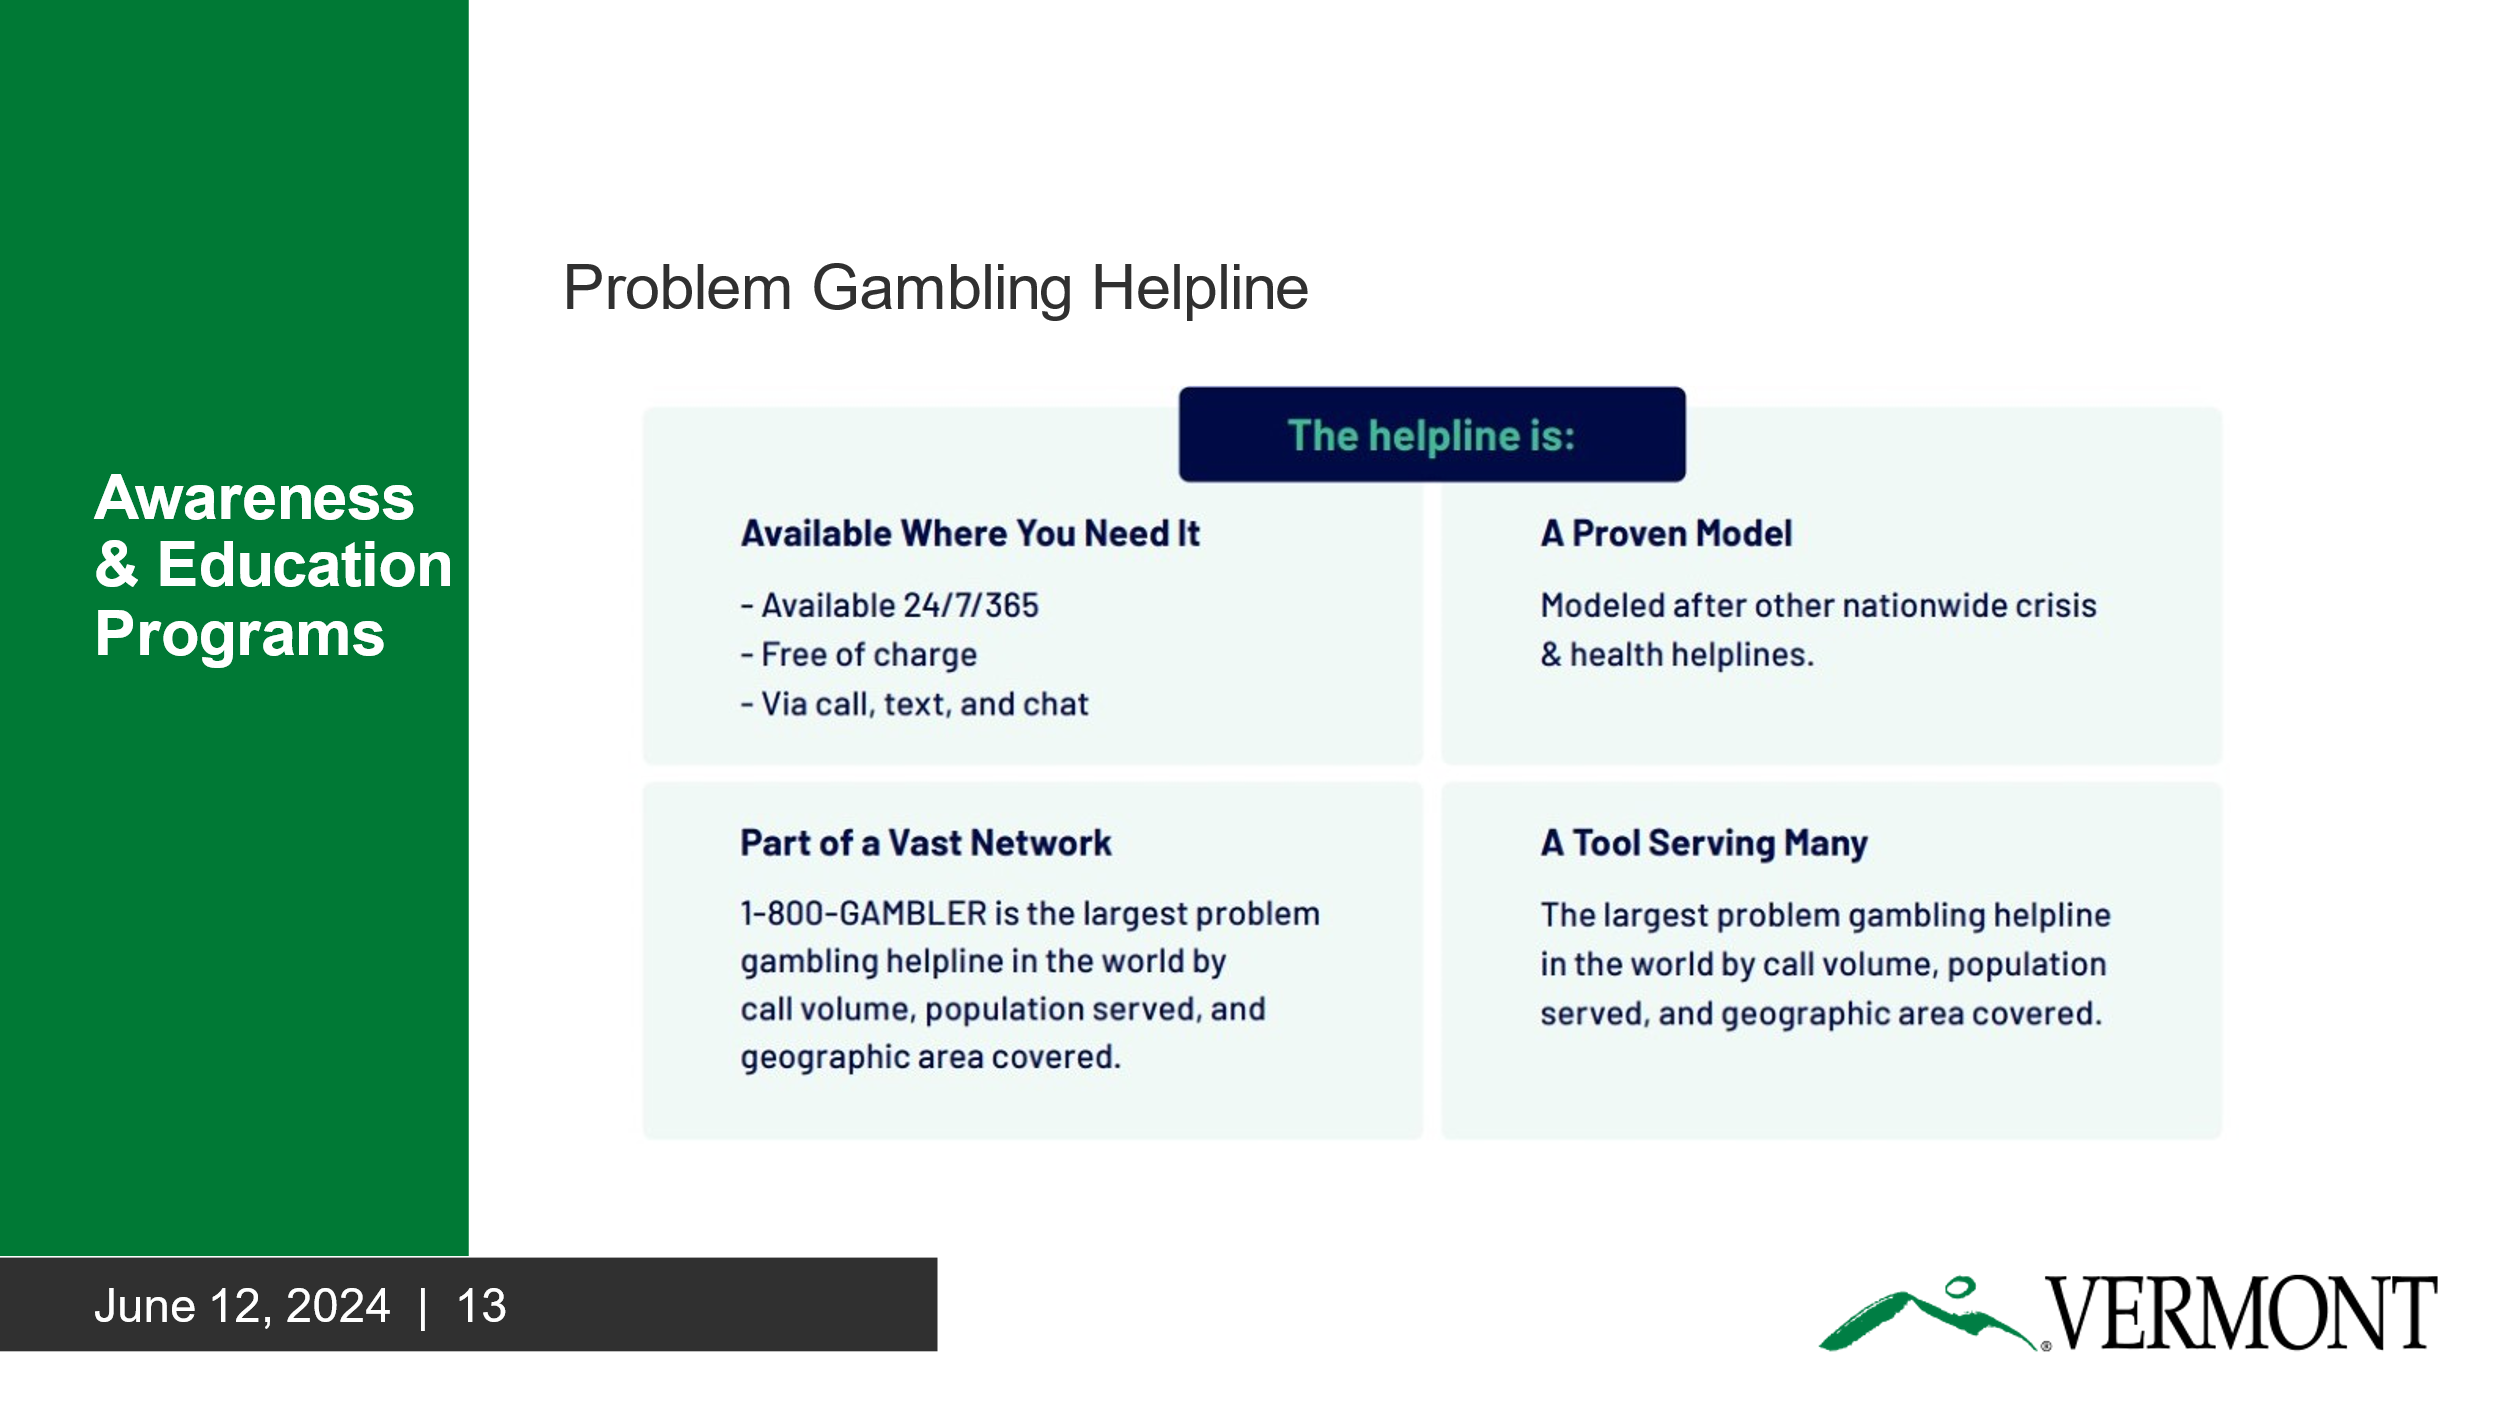 Awareness
& Education
Programs
Problem Gambling Helpline
The helpline is:
Available Where You Need It
- Available 24/7/365
- Free of charge
- Via call, text, and chat
A Proven Model
Modeled after other nationwide crisis
& health helplines.
Part of a Vast Network
1-800-GAMBLER is the largest problem
gambling helpline in the world by
call volume, population served, and
geographic area covered.
A Tool Serving Many
The largest problem gambling helpline
in the world by call volume, population
served, and geographic area covered.
June 12, 2024 | 13
® VERMONT